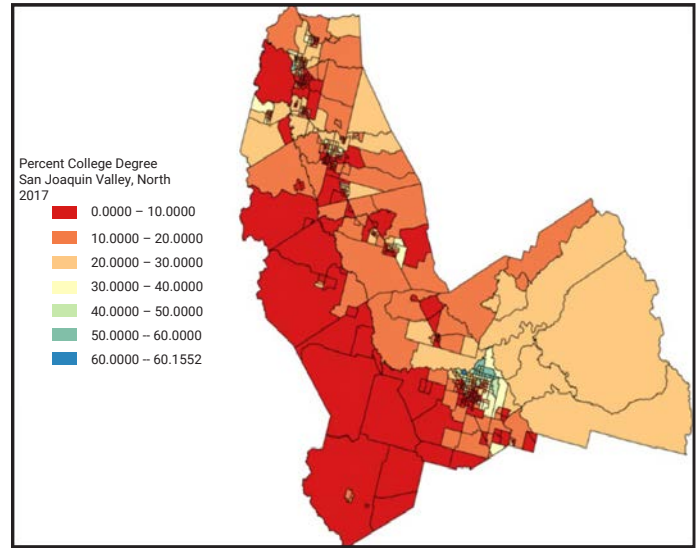 Percent College Degree
San Joaquin Valley, North
2017
0.0000 – 10.0000
10.0000 – 20.0000
20.0000 – 30.0000
30.0000 – 40.0000
40.0000 – 50.0000
50.0000 – 60.0000
60.0000 – 60.1552